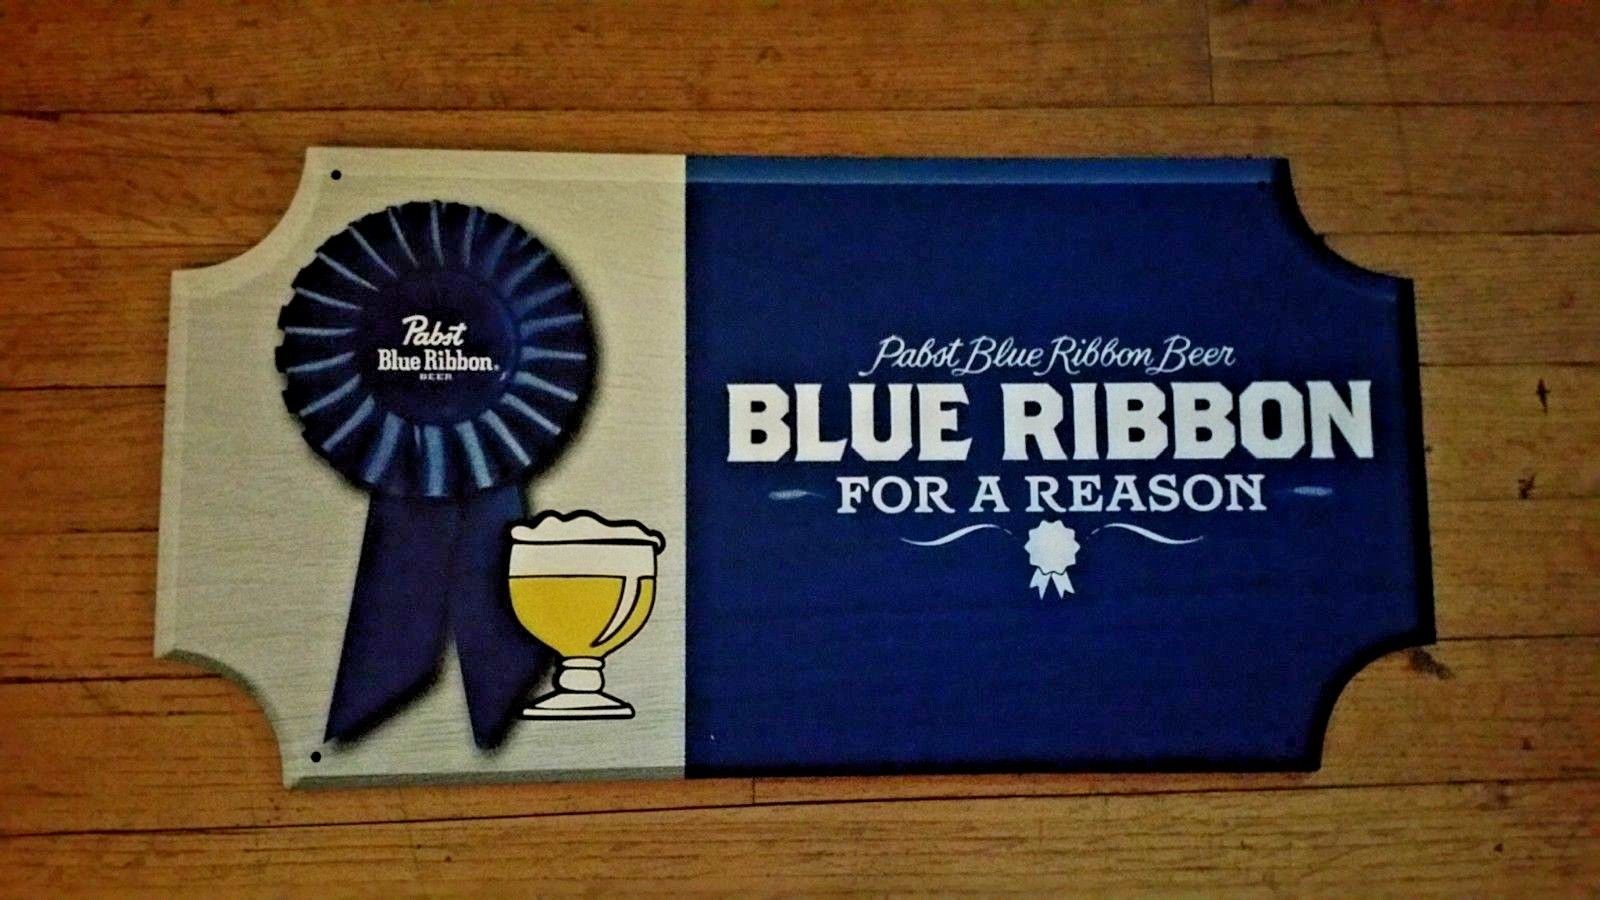 Pabst
Blue Ribbon®
BEER
Pabst Blue Ribbon Beer
BLUE RIBBON
FOR A REASON